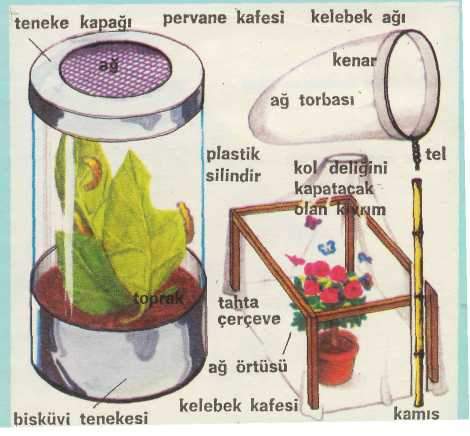 teneke kapağı
pervane kafesi
kelebek ağı
ağ
kenar
ağ torbası
plastik
silindir
tel
kol deliğini
kapatacak
olan kıvrım
toprak
tahta
çerçeve
ağ örtüsü
kelebek kafesi
bisküvi tenekesi
kamıs